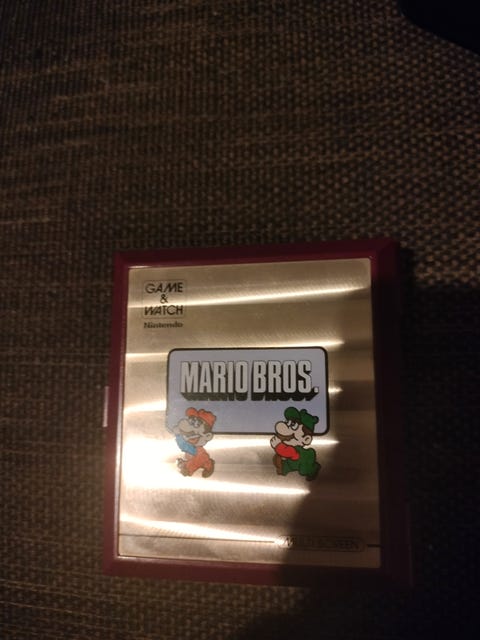 GAME
&
WATCH
Nintendo
MARIO BROS.
MULTI SCREEN